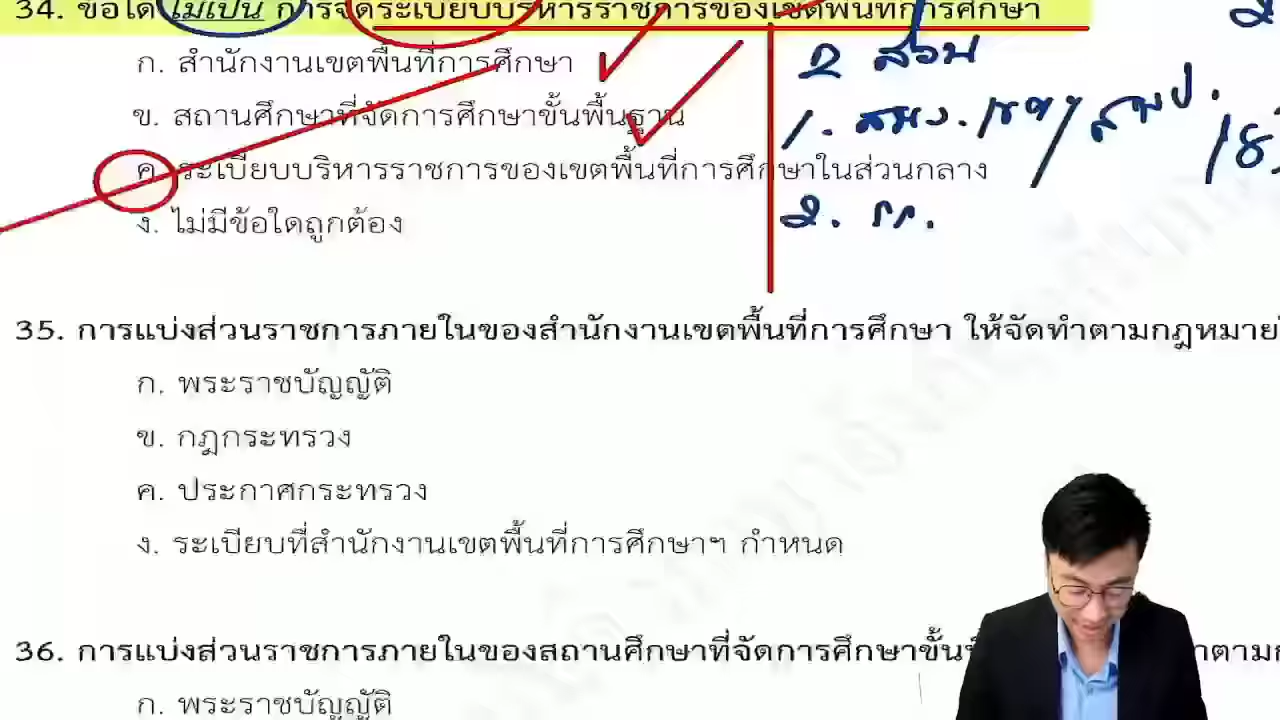 34. ข้อใด ไม่เป็น การจัดระเบียบบริหารราชการของเขตพื้นที่การศึกษา
ก. สำนักงานเขตพื้นที่การศึกษา
ข. สถานศึกษาที่จัดการศึกษาขั้นพื้นฐาน
ค. ระเบียบบริหารราชการของเขตพื้นที่การศึกษาในส่วนกลาง
ง. ไม่มีข้อใดถูกต้อง
2 ส่วน
2. รร.
35. การแบ่งส่วนราชการภายในของสำนักงานเขตพื้นที่การศึกษา ให้จัดทำตามกฎหมาย
ก. พระราชบัญญัติ
ข. กฎกระทรวง
ค. ประกาศกระทรวง
ง. ระเบียบที่สำนักงานเขตพื้นที่การศึกษาฯ กำหนด
36. การแบ่งส่วนราชการภายในของสถานศึกษาที่จัดการศึกษาขั้น
ก. พระราชบัญญัติ